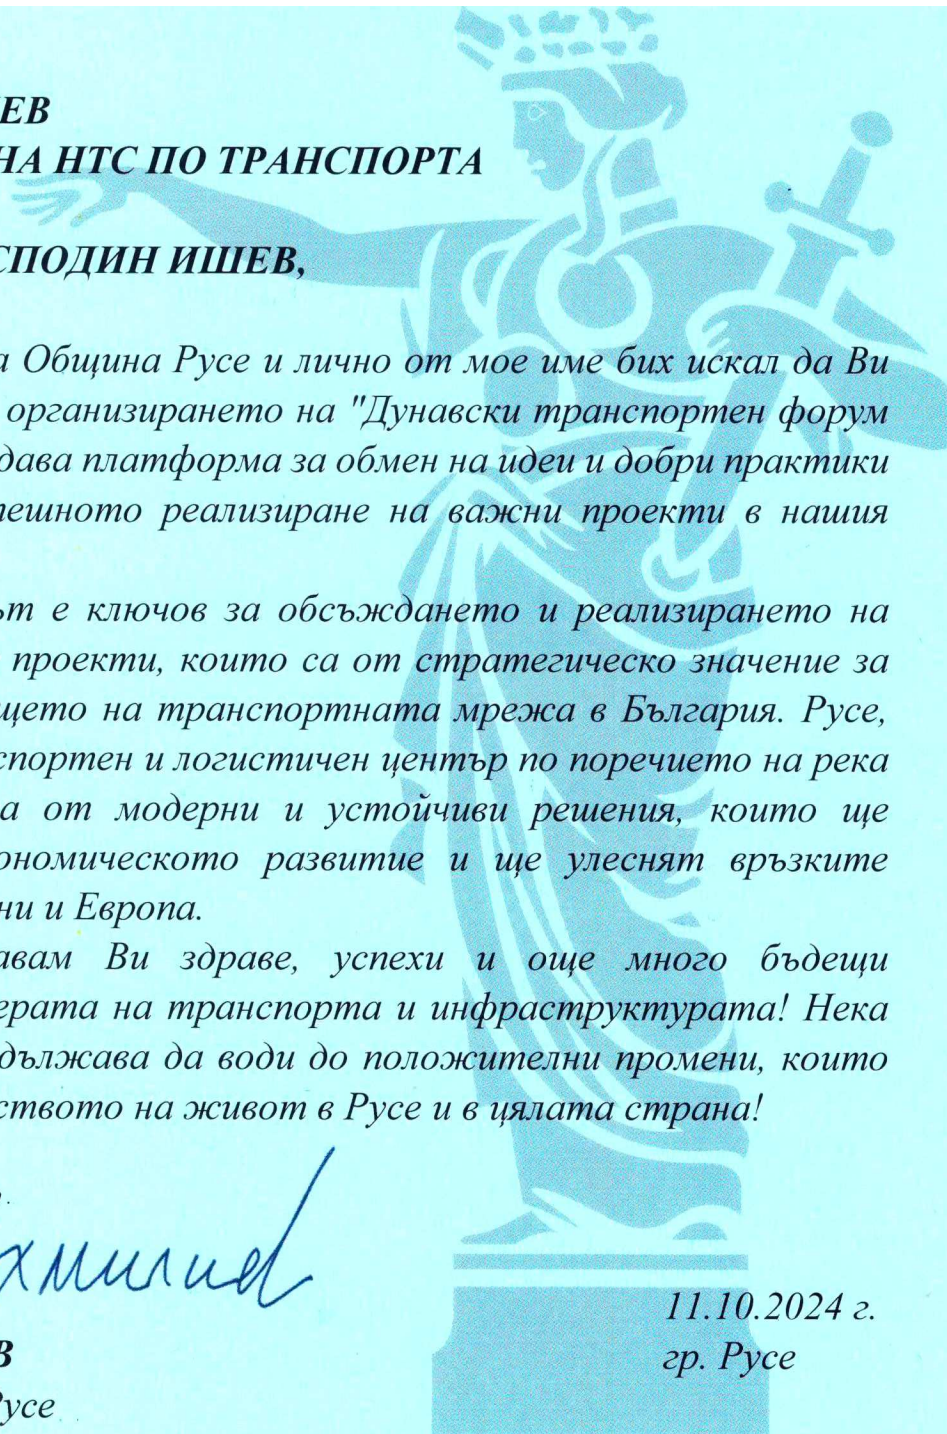 ЕВ
НА НТС ПО ТРАНСПОРТА
СПОДИН ИШЕВ,
а Община Русе и лично от мое име бих искал да Ви
организирането на "Дунавски транспортен форум
дава платформа за обмен на идеи и добри практики
пешното реализиране на важни проекти в нашия
ът е ключов за обсъждането и реализирането на
проекти, които са от стратегическо значение за
щето на транспортната мрежа в България. Русе,
спортен и логистичен център по поречието на река
а от модерни и устойчиви решения, които ще
ономическото развитие и ще улеснят връзките
ни и Европа.
авам Ви здраве, успехи и още много бъдещи
ерата на транспорта и инфраструктурата! Нека
дължава да води до положителни промени, които
ството на живот в Русе и в цялата страна!
11.10.2024 г.
В
гр. Русе
Русе